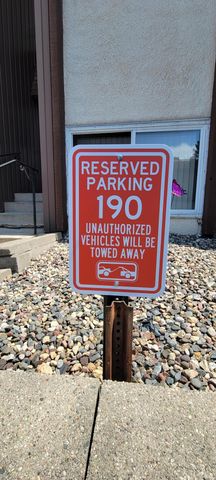 RESERVED
PARKING
190
UNAUTHORIZED
VEHICLES WILL BE
TOWED AWAY